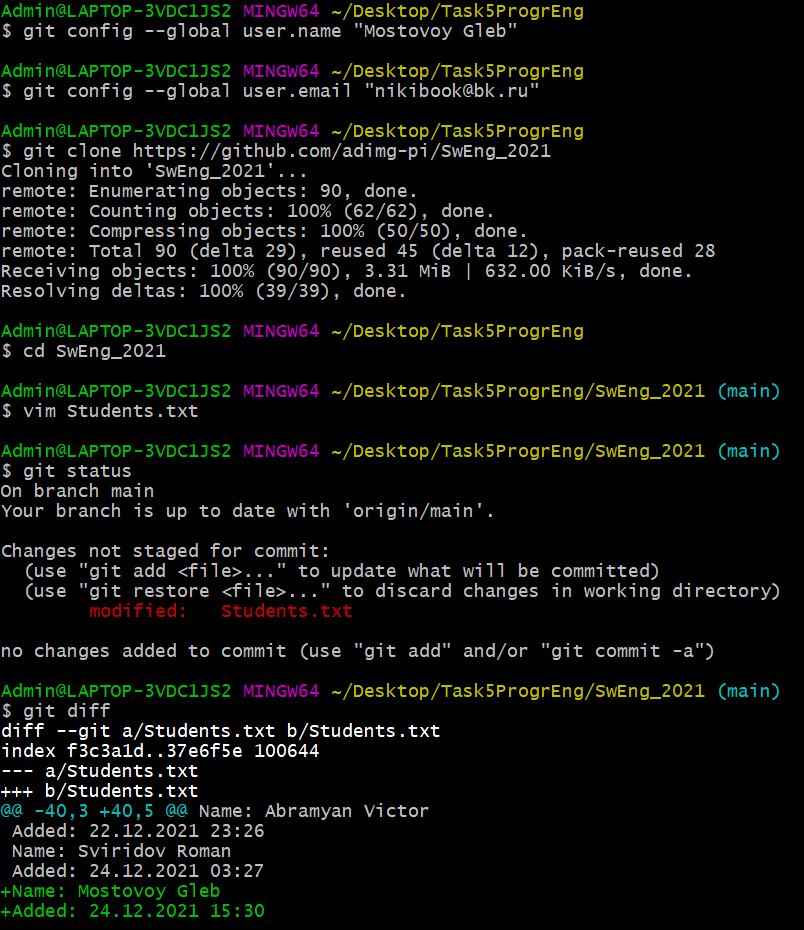 Admin@LAPTOP-3VDC1JS2 MINGW64 ~/Desktop/Task5ProgrEng
$ git config --global user.name "Mostovoy Gleb"

Admin@LAPTOP-3VDC1JS2 MINGW64 ~/Desktop/Task5ProgrEng
$ git config --global user.email "nikibook@bk.ru"

Admin@LAPTOP-3VDC1JS2 MINGW64 ~/Desktop/Task5ProgrEng
$ git clone https://github.com/adimg-pi/SwEng_2021
Cloning into 'SwEng_2021'...
remote: Enumerating objects: 90, done.
remote: Counting objects: 100% (62/62), done.
remote: Compressing objects: 100% (50/50), done.
remote: Total 90 (delta 29), reused 45 (delta 12), pack-reused 28
Receiving objects: 100% (90/90), 3.31 MiB | 632.00 KiB/s, done.
Resolving deltas: 100% (39/39), done.

Admin@LAPTOP-3VDC1JS2 MINGW64 ~/Desktop/Task5ProgrEng
$ cd SwEng_2021

Admin@LAPTOP-3VDC1JS2 MINGW64 ~/Desktop/Task5ProgrEng/SwEng_2021 (main)
$ vim Students.txt

Admin@LAPTOP-3VDC1JS2 MINGW64 ~/Desktop/Task5ProgrEng/SwEng_2021 (main)
$ git status
On branch main
Your branch is up to date with 'origin/main'.

Changes not staged for commit:
  (use "git add <file>..." to update what will be committed)
  (use "git restore <file>..." to discard changes in working directory)
        modified:   Students.txt

no changes added to commit (use "git add" and/or "git commit -a")

Admin@LAPTOP-3VDC1JS2 MINGW64 ~/Desktop/Task5ProgrEng/SwEng_2021 (main)
$ git diff
diff --git a/Students.txt b/Students.txt
index f3c3a1d..37e6f5e 100644
--- a/Students.txt
+++ b/Students.txt
@@ -40,3 +40,5 @@ Name: Abramyan Victor
 Added: 22.12.2021 23:26
 Name: Sviridov Roman
 Added: 24.12.2021 03:27
+Name: Mostovoy Gleb
+Added: 24.12.2021 15:30